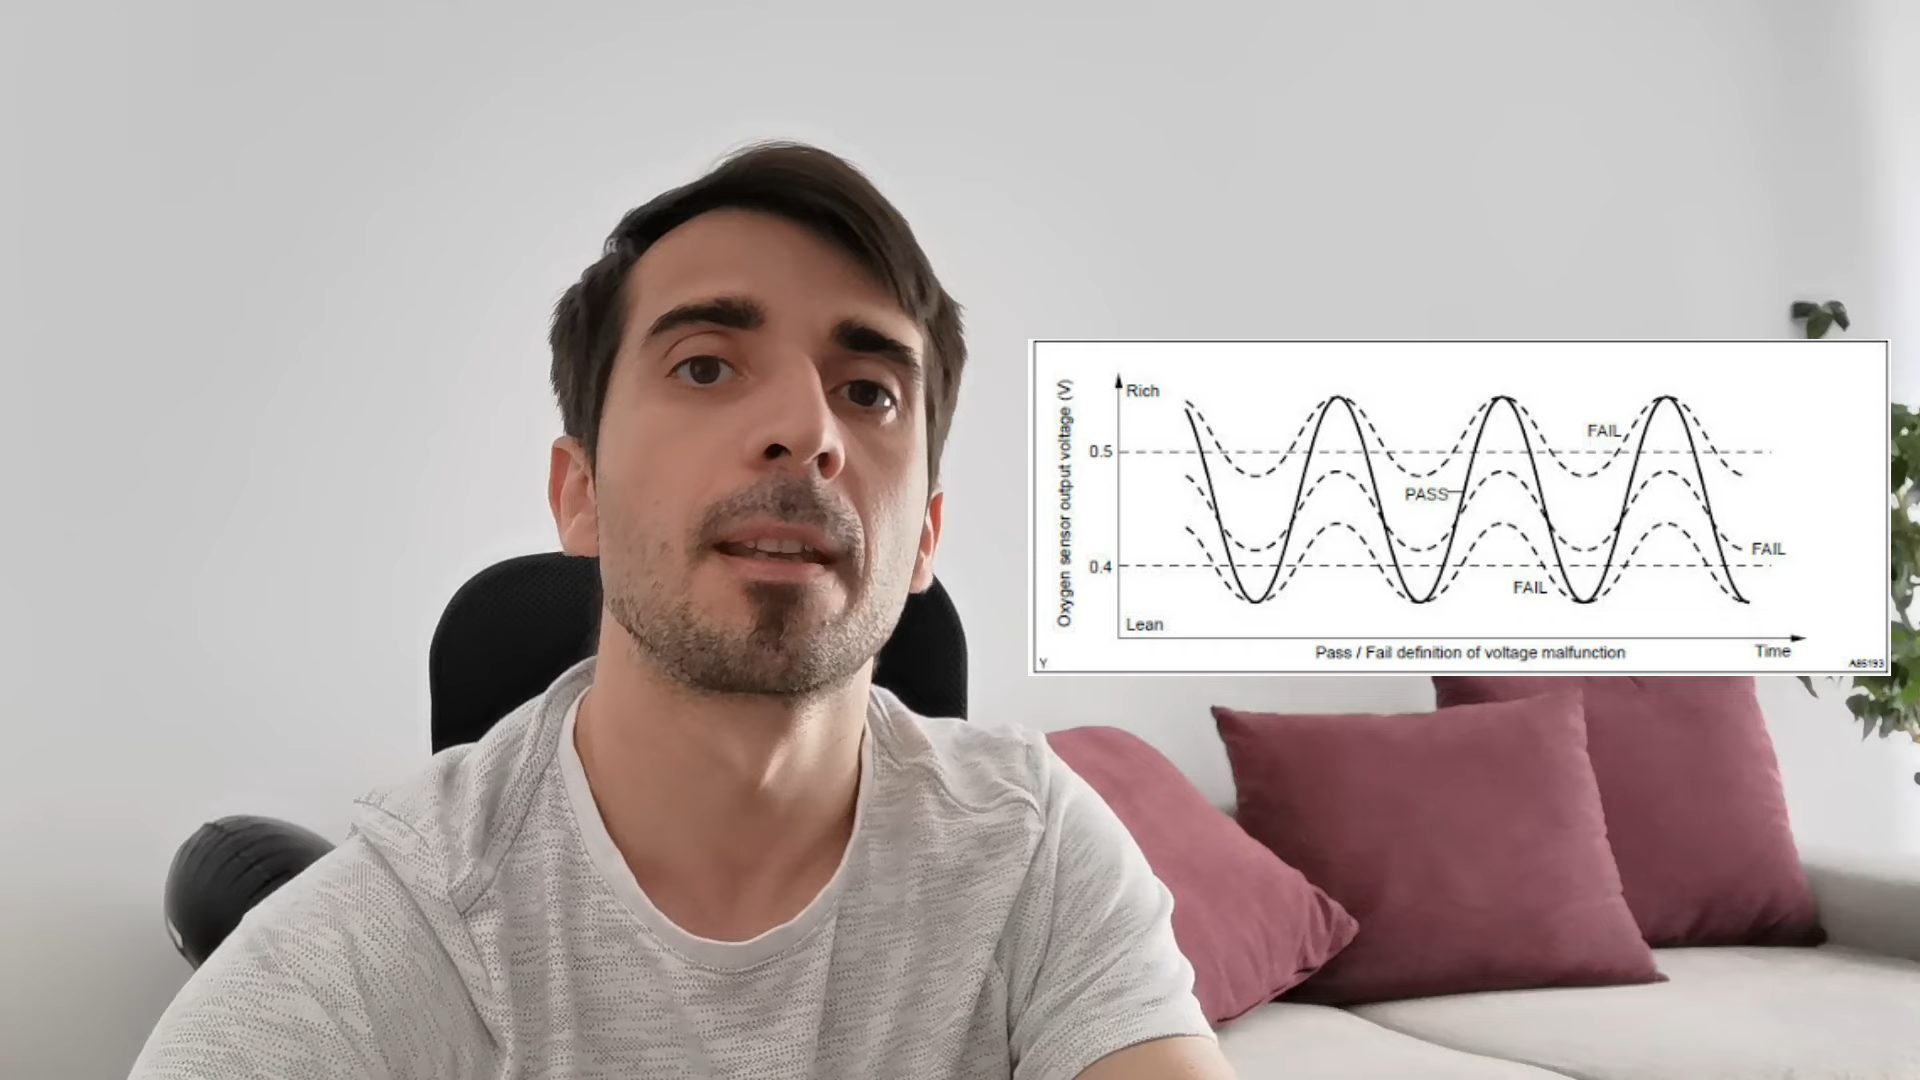 Oxygen sensor output voltage (V)
Rich
0.5
FAIL
PASS
FAIL
0.4
FAIL
Lean
Pass / Fail definition of voltage malfunction
Time
Y
A85193